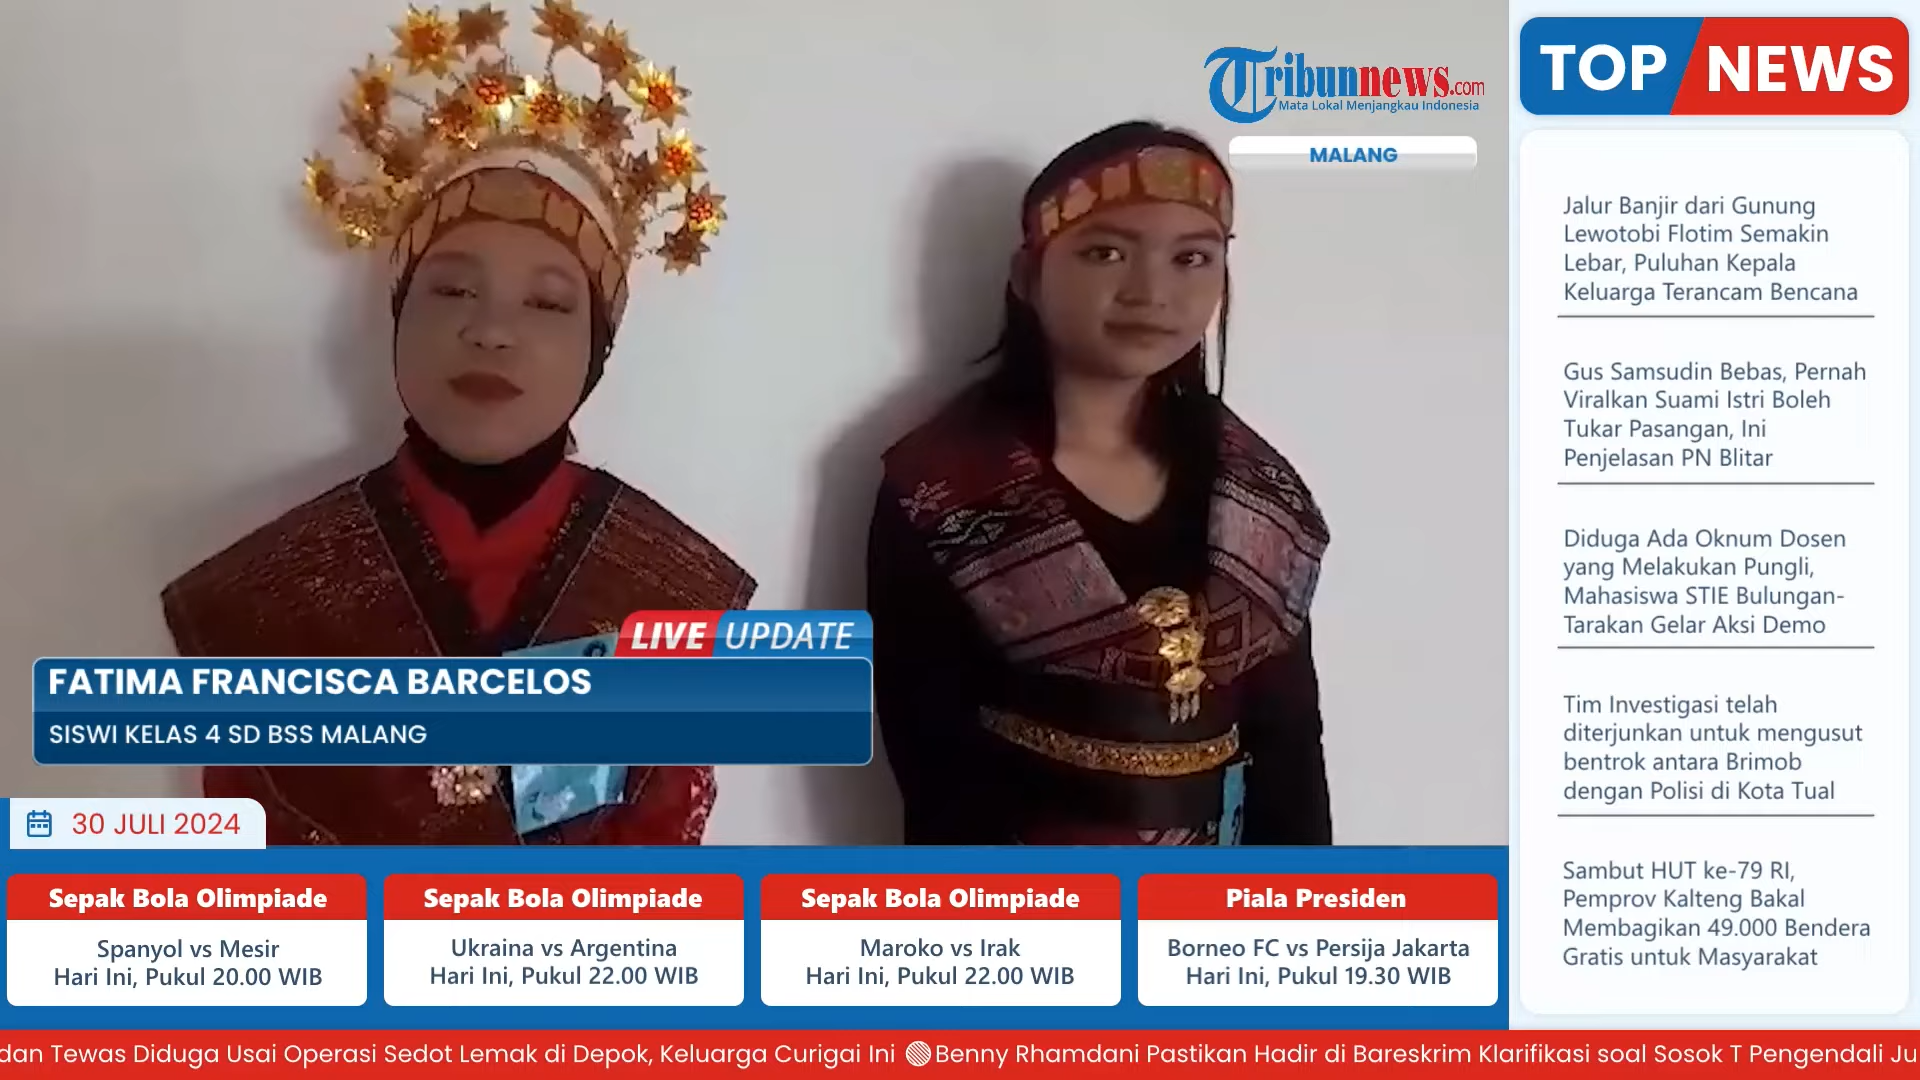 Tribunnews.com
Mata Lokal Menjangkau Indonesia
MALANG
LIVE UPDATE
FATIMA FRANCISCA BARCELOS
SISWI KELAS 4 SD BSS MALANG
30 JULI 2024
Sepak Bola Olimpiade
Spanyol vs Mesir
Hari Ini, Pukul 20.00 WIB
Sepak Bola Olimpiade
Ukraina vs Argentina
Hari Ini, Pukul 22.00 WIB
Sepak Bola Olimpiade
Maroko vs Irak
Hari Ini, Pukul 22.00 WIB
Piala Presiden
Borneo FC vs Persija Jakarta
Hari Ini, Pukul 19.30 WIB
TOP NEWS
Jalur Banjir dari Gunung
Lewotobi Flotim Semakin
Lebar, Puluhan Kepala
Keluarga Terancam Bencana
Gus Samsudin Bebas, Pernah
Viralkan Suami Istri Boleh
Tukar Pasangan, Ini
Penjelasan PN Blitar
Diduga Ada Oknum Dosen
yang Melakukan Pungli,
Mahasiswa STIE Bulungan-
Tarakan Gelar Aksi Demo
Tim Investigasi telah
diterjunkan untuk mengusut
bentrok antara Brimob
dengan Polisi di Kota Tual
Sambut HUT ke-79 RI,
Pemprov Kalteng Bakal
Membagikan 49.000 Bendera
Gratis untuk Masyarakat
dan Tewas Diduga Usai Operasi Sedot Lemak di Depok, Keluarga Curigai Ini Benny Rhamdani Pastikan Hadir di Bareskrim Klarifikasi soal Sosok T Pengendali Ju